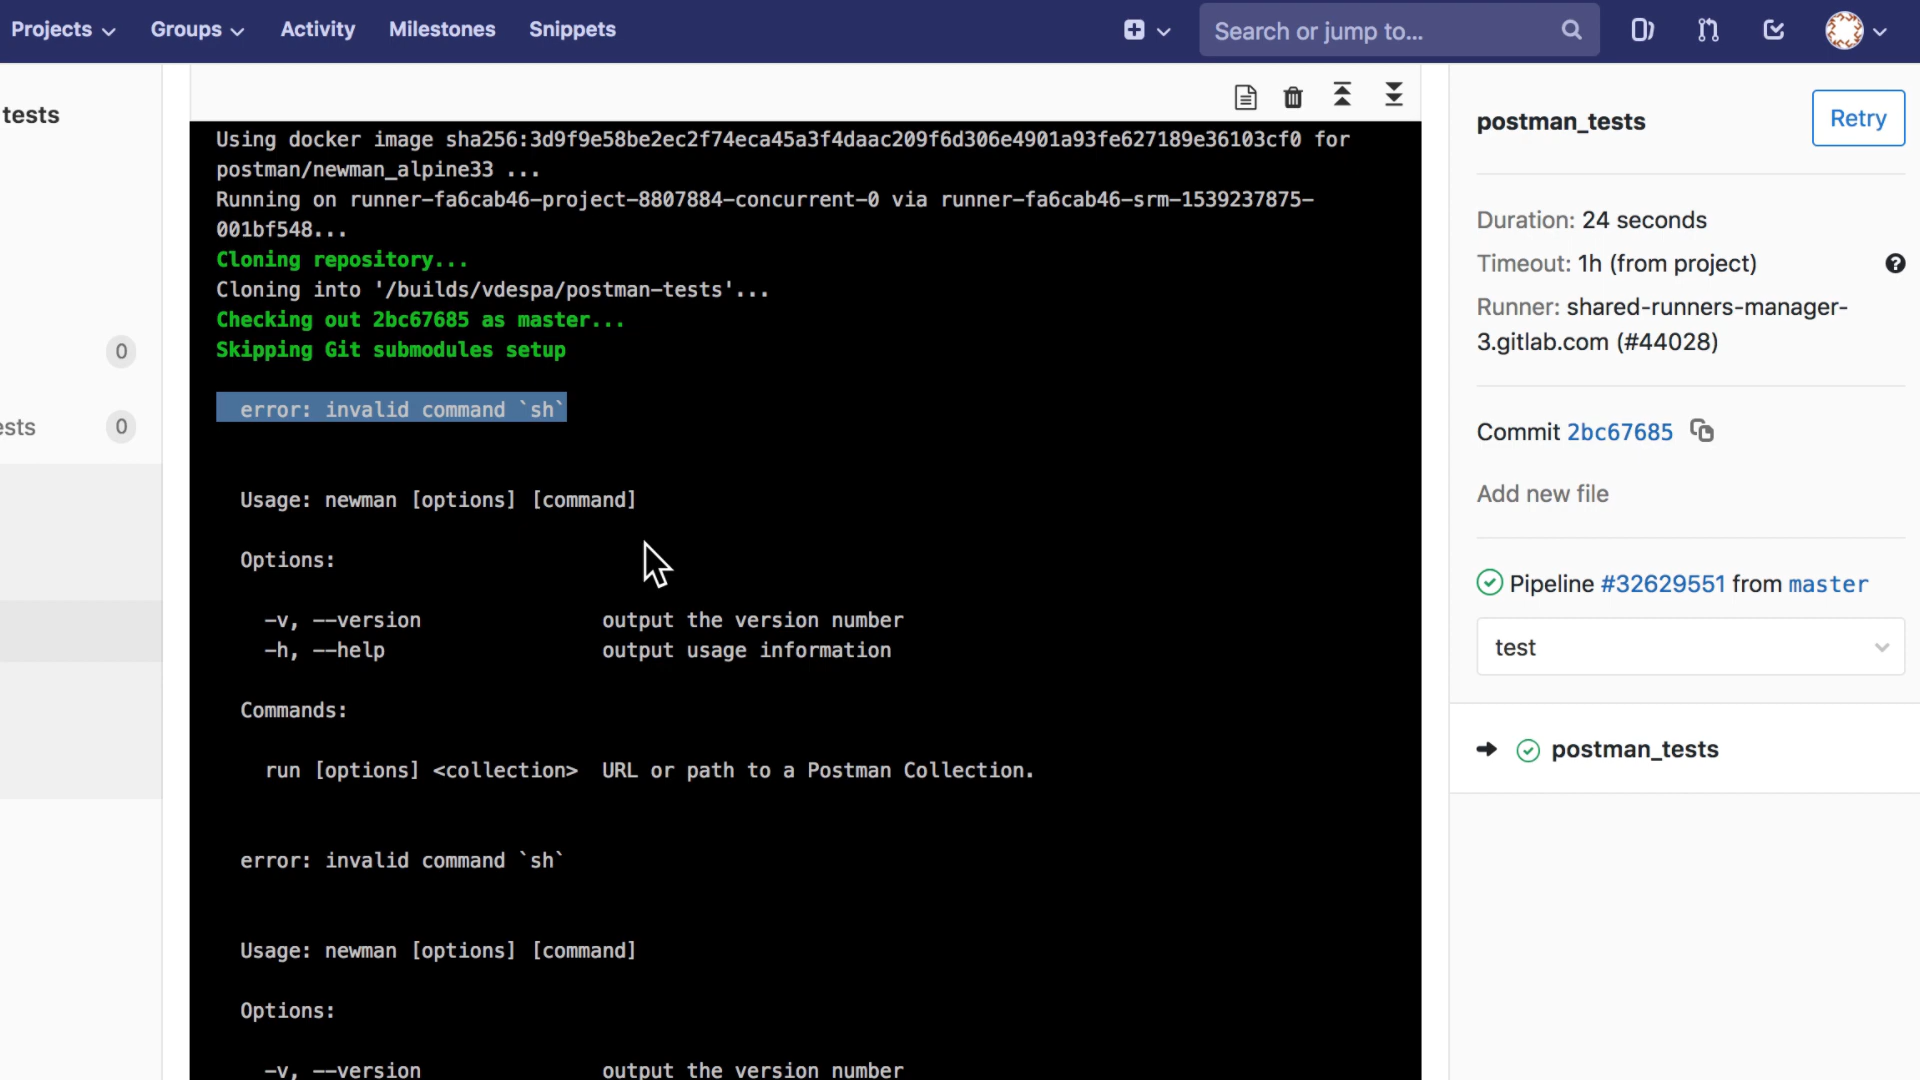 Projects Groups Activity Milestones Snippets Search or jump to...
tests
0
ests 0
Using docker image sha256:3d9f9e58be2ec2f74eca45a3f4daac209f6d306e4901a93fe627189e36103cf0 for
postman/newman_alpine33 ...
Running on runner-fa6cab46-project-8807884-concurrent-0 via runner-fa6cab46-srm-1539237875-
001bf548...
Cloning repository...
Cloning into '/builds/vdespa/postman-tests'...
Checking out 2bc67685 as master...
Skipping Git submodules setup
error: invalid command `sh`
Usage: newman [options] [command]
Options:
-v, --version output the version number
-h, --help output usage information
Commands:
run [options] <collection> URL or path to a Postman Collection.
error: invalid command `sh`
Usage: newman [options] [command]
Options:
-v, --version output the version number
postman_tests Retry
Duration: 24 seconds
Timeout: 1h (from project)
Runner: shared-runners-manager-
3.gitlab.com (#44028)
Commit 2bc67685
Add new file
Pipeline #32629551 from master
test
postman_tests